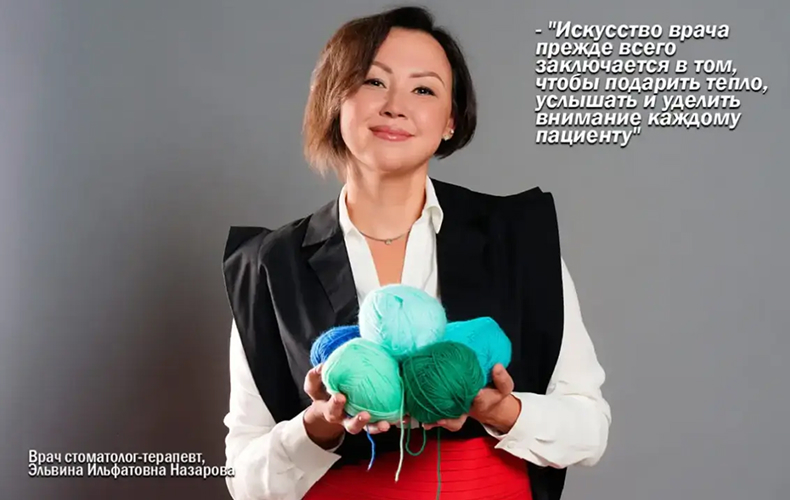 - "Искусство врача
прежде всего
заключается в том,
чтобы подарить тепло,
услышать и уделить
внимание каждому
пациенту"
Врач стоматолог-терапевт,
Эльвина Ильфатовна Назарова